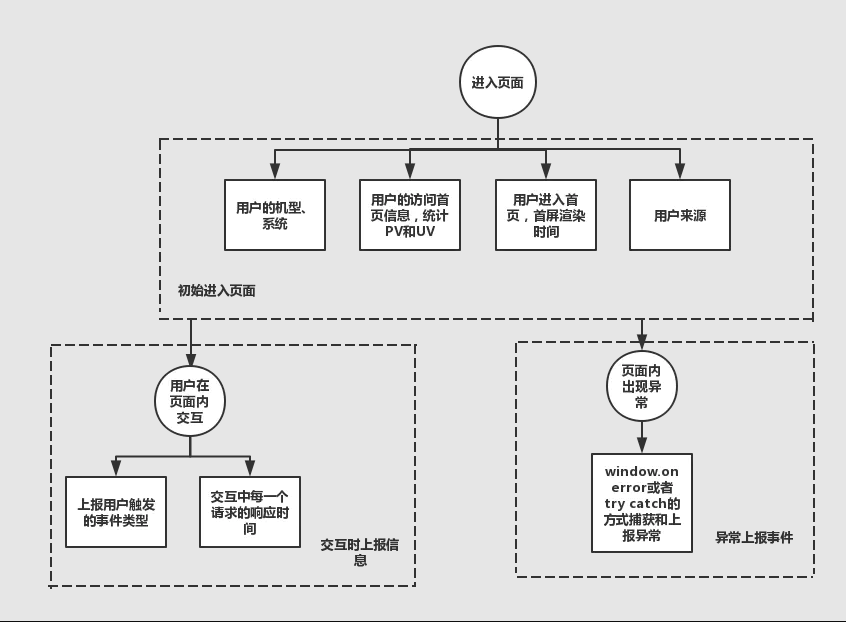 进入页面
用户的机型、
系统
用户的访问首
页信息，统计
PV和UV
用户进入首
页，首屏渲染
时间
用户来源
初始进入页面
用户在
页面内
交互
上报用户触发
的事件类型
交互中每一个
请求的响应时
间
交互时上报信
息
页面内
出现异
常
window.on
error或者
try catch的
方式捕获和上
报异常
异常上报事件